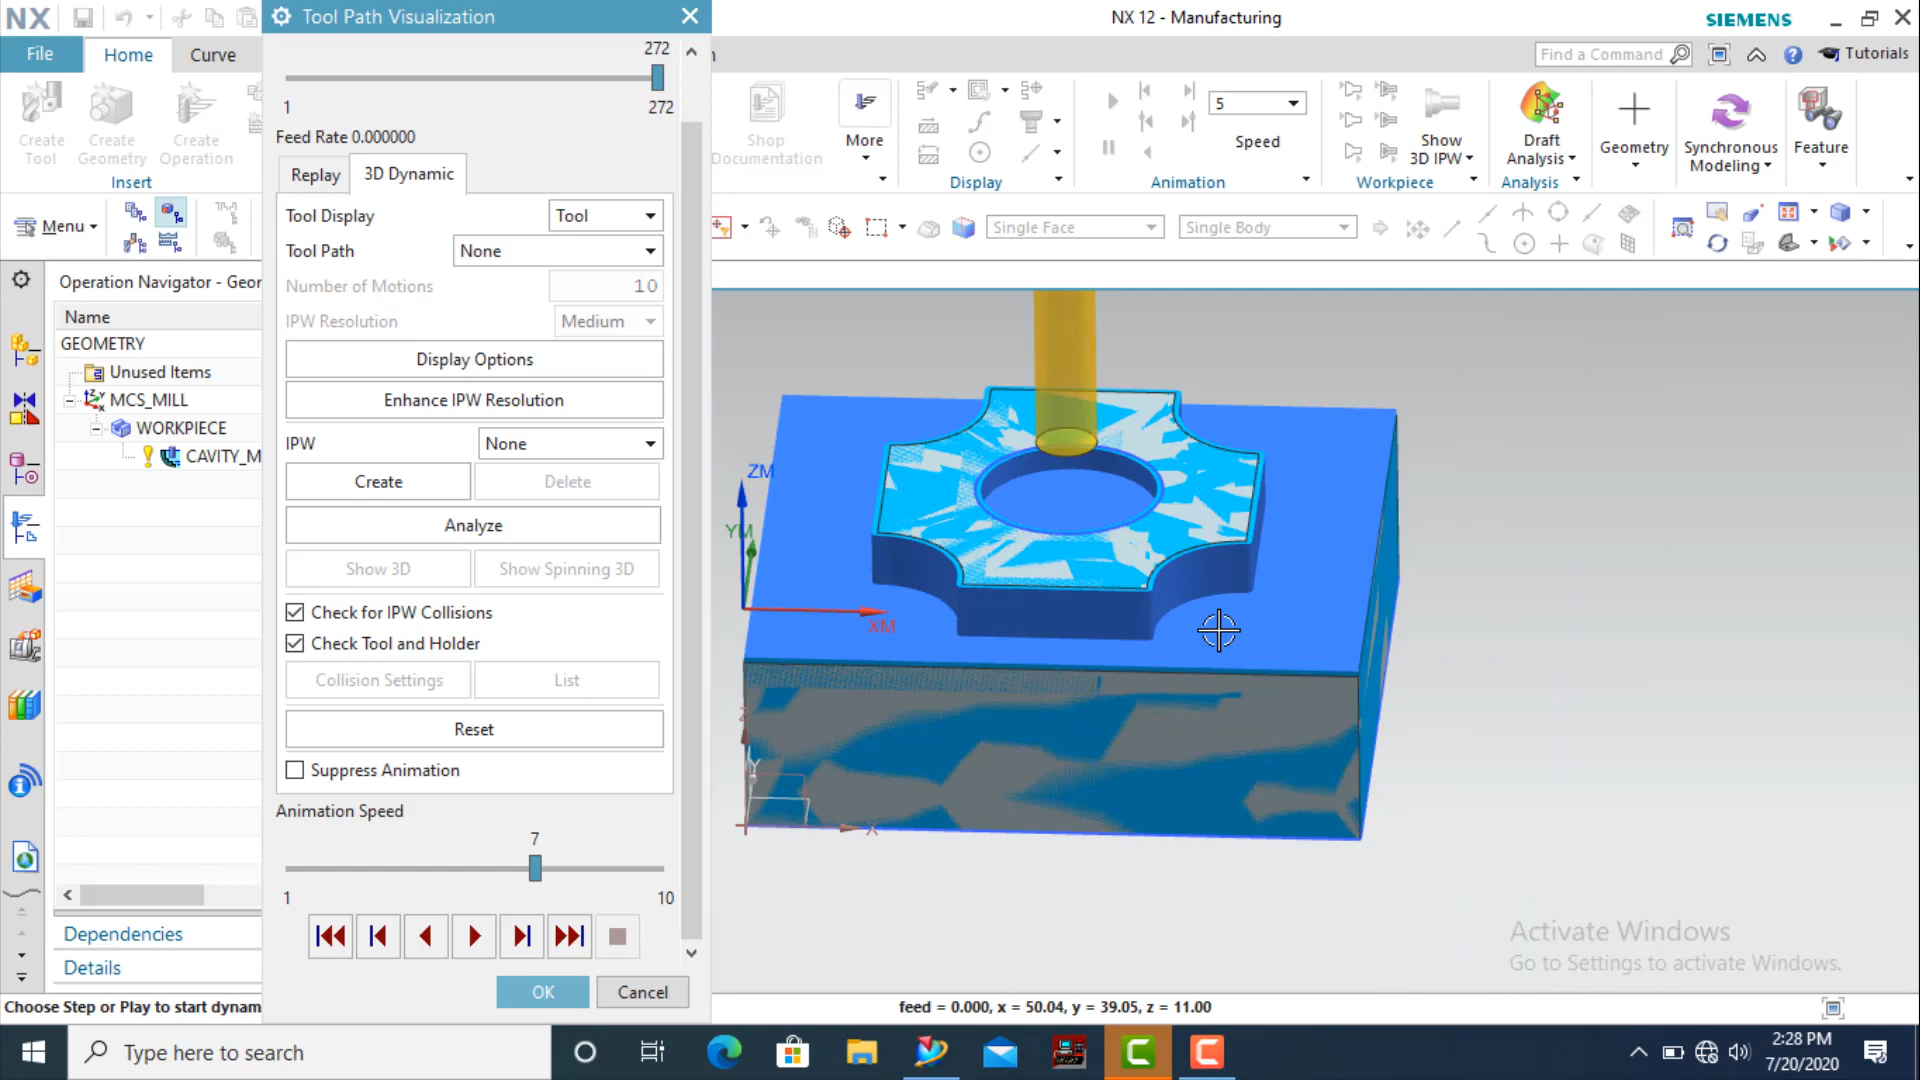 NX
Tool Path Visualization
NX 12 - Manufacturing
SIEMENS
File
Home
Curve
Find a Command
Tutorials
272
1
272
Feed Rate 0.000000
Replay
3D Dynamic
Tool Display
Tool
Tool Path
None
Number of Motions
10
IPW Resolution
Medium
Display Options
Enhance IPW Resolution
IPW
None
Create
Delete
Analyze
Show 3D
Show Spinning 3D
Check for IPW Collisions
Check Tool and Holder
Collision Settings
List
Reset
Suppress Animation
Animation Speed
7
1
10
OK
Cancel
Create
Tool
Create
Geometry
Create
Operation
Insert
Shop
Documentation
More
Display
5
Speed
Animation
Show
3D IPW
Workpiece
Draft
Analysis
Analysis
Geometry
Synchronous
Modeling
Feature
Menu
Single Face
Single Body
Operation Navigator - Geor
Name
GEOMETRY
Unused Items
MCS_MILL
WORKPIECE
CAVITY_M
Dependencies
Details
ZM
YM
XM
Z
Y
X
Activate Windows
Go to Settings to activate Windows.
Choose Step or Play to start dynam
feed = 0.000, x = 50.04, y = 39.05, z = 11.00
Type here to search
2:28 PM
7/20/2020